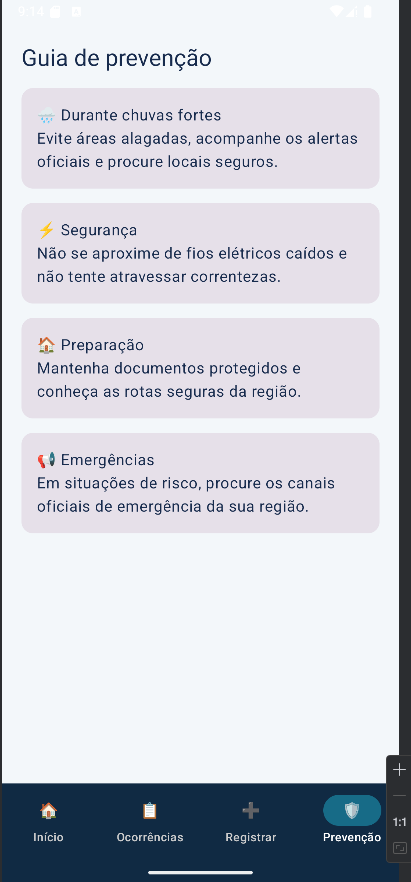 9:14
Guia de prevenção
🌧️ Durante chuvas fortes
Evite áreas alagadas, acompanhe os alertas
oficiais e procure locais seguros.
⚡ Segurança
Não se aproxime de fios elétricos caídos e
não tente atravessar correntezas.
🏠 Preparação
Mantenha documentos protegidos e
conheça as rotas seguras da região.
📢 Emergências
Em situações de risco, procure os canais
oficiais de emergência da sua região.
Início Ocorrências Registrar Prevenção
1:1